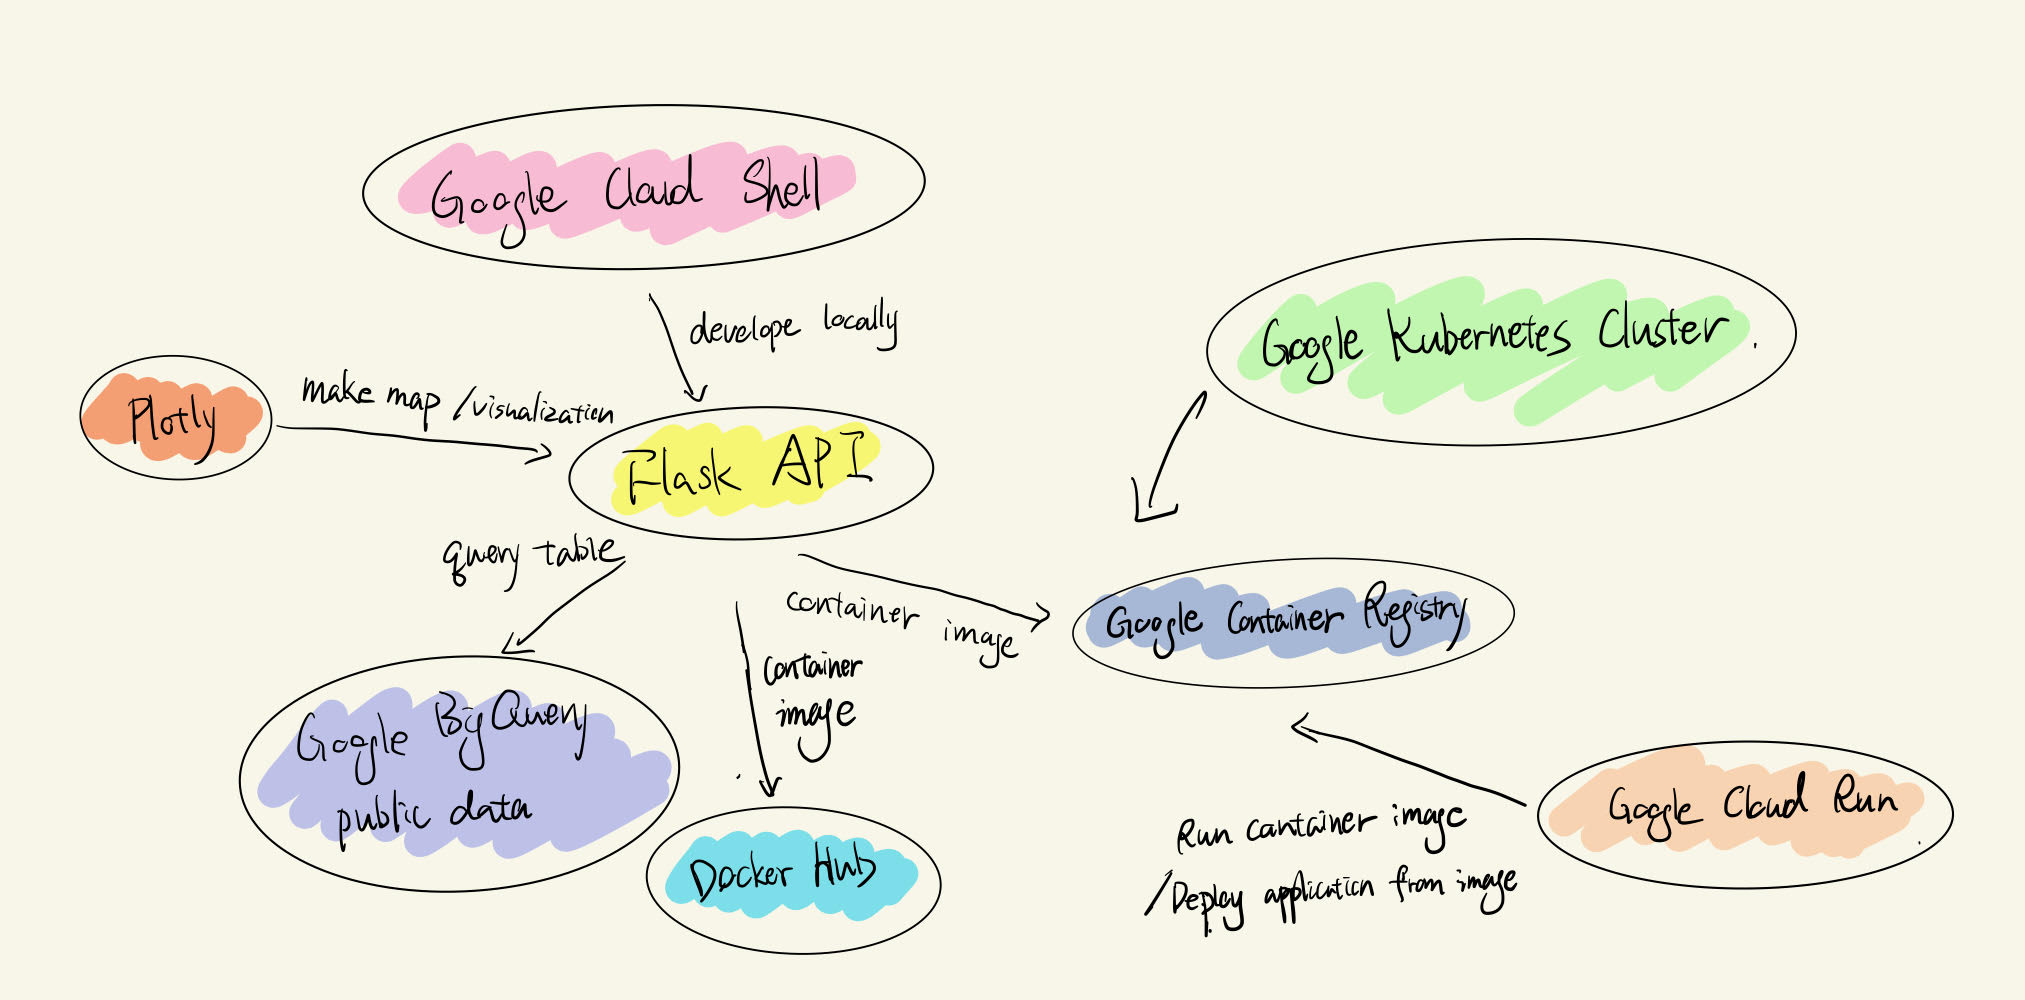 Google Cloud Shell
develope locally
Google Kubernetes Cluster.
Plotly
make map /visualization
Flask API
query table
container image
Google Container Registry
container
image
Google BigQuery
public data
Docker Hub
Google Cloud Run
Run container image
/Deploy application from image